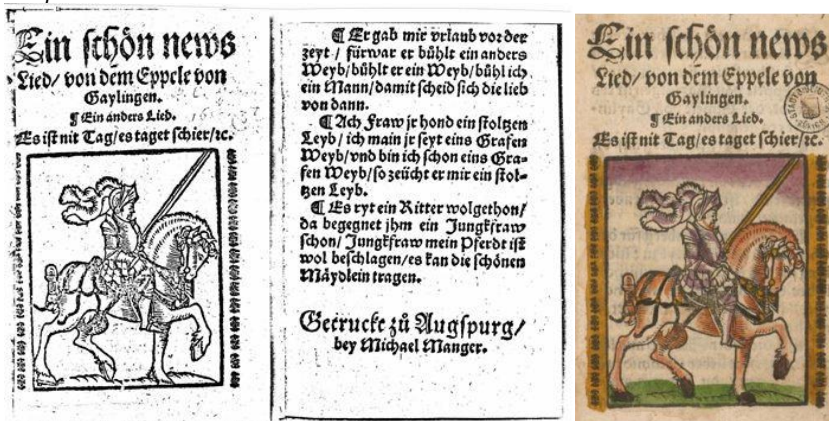 Ein schön news
Lied/ von dem Eppele von
Gaylingen.
¶ Ein anders Lied.
Es ist nit Tag/ es taget schier/ ꝛc.
¶ Er gab mir vrlaub vor der
zeyt / fürwar er bühlt ein anders
Weyb/ bühlt er ein Weyb/ bühl ich
ein Mann/ damit scheid sich die lieb
von dann.
¶ Ach Fraw jr hond ein stoltzen
Leyb / ich main jr seyt eins Grafen
Weyb/ vnd bin ich schon eins Gra-
fen Weyb/ so zeücht er mir ein stol-
tzen Leyb.
¶ Es ryt ein Ritter wolgethon/
da begegnet jhm ein Jungkfraw
schon/ Jungkfraw mein Pferdt ist
wol beschlagen/ es kan die schönen
Mäydlein tragen.
Getruckt zů Augspurg/
bey Michael Manger.
Ein schön news
Lied/ von dem Eppele von
Gaylingen.
¶ Ein anders Lied.
Es ist nit Tag/ es taget schier/ ꝛc.